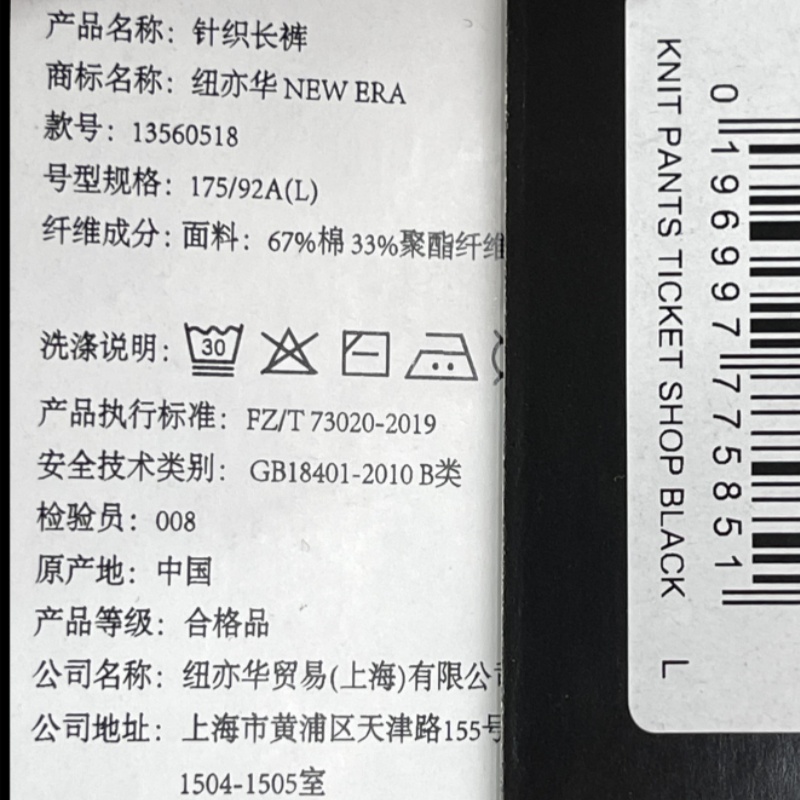 产品名称：针织长裤
商标名称：纽亦华 NEW ERA
款号：13560518
号型规格：175/92A(L)
纤维成分：面料：67%棉 33%聚酯纤维
洗涤说明：
30
产品执行标准：FZ/T 73020-2019
安全技术类别：GB18401-2010 B类
检验员：008
原产地：中国
产品等级：合格品
公司名称：纽亦华贸易(上海)有限公司
公司地址：上海市黄浦区天津路155号
1504-1505室
0 196997 775851
KNIT PANTS TICKET SHOP BLACK L